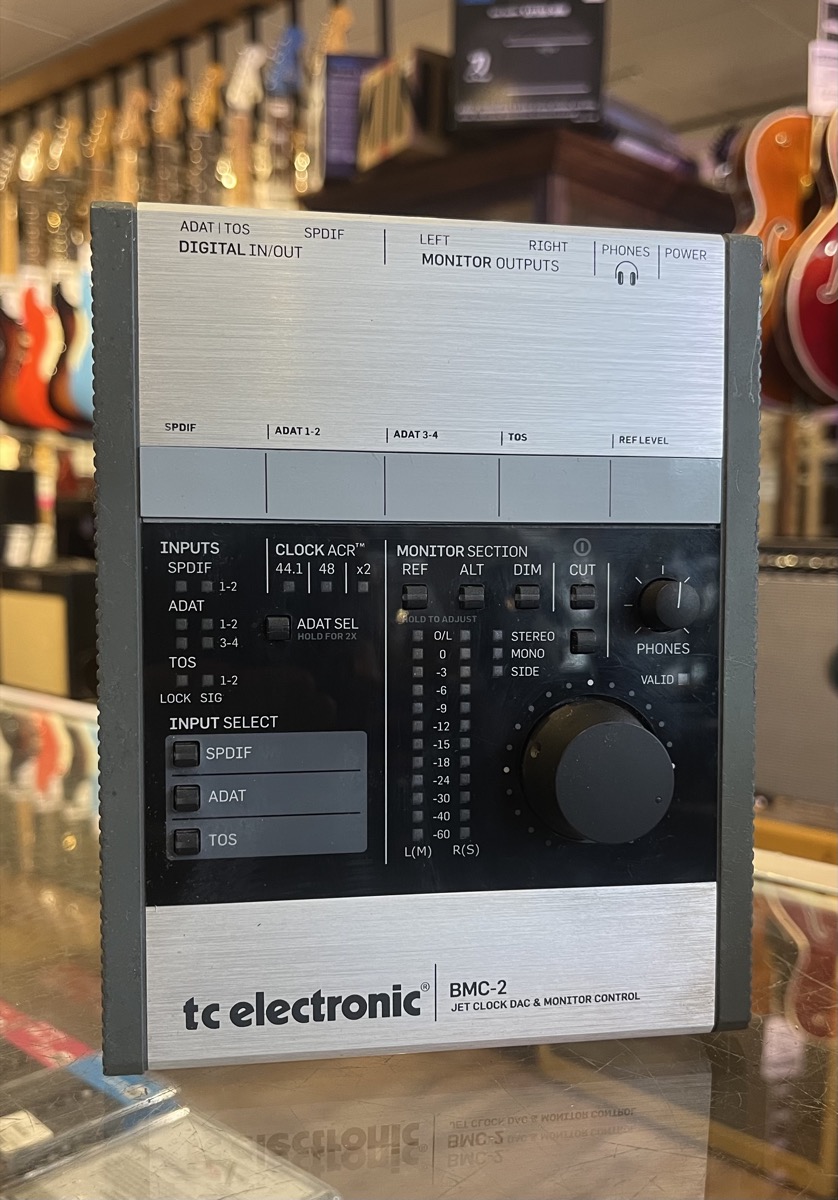 ADAT | TOS SPDIF
DIGITAL IN/OUT
LEFT RIGHT
MONITOR OUTPUTS
PHONES
POWER
SPDIF
ADAT 1-2
ADAT 3-4
TOS
REF LEVEL
INPUTS
SPDIF
1-2
ADAT
1-2
3-4
TOS
1-2
LOCK SIG
CLOCK ACR™
44.1 48 x2
ADAT SEL
HOLD FOR 2X
INPUT SELECT
SPDIF
ADAT
TOS
MONITOR SECTION
REF ALT DIM CUT
HOLD TO ADJUST
O/L
0
-3
-6
-9
-12
-15
-18
-24
-30
-40
-60
L(M) R(S)
STEREO
MONO
SIDE
PHONES
VALID
tc electronic®
BMC-2
JET CLOCK DAC & MONITOR CONTROL